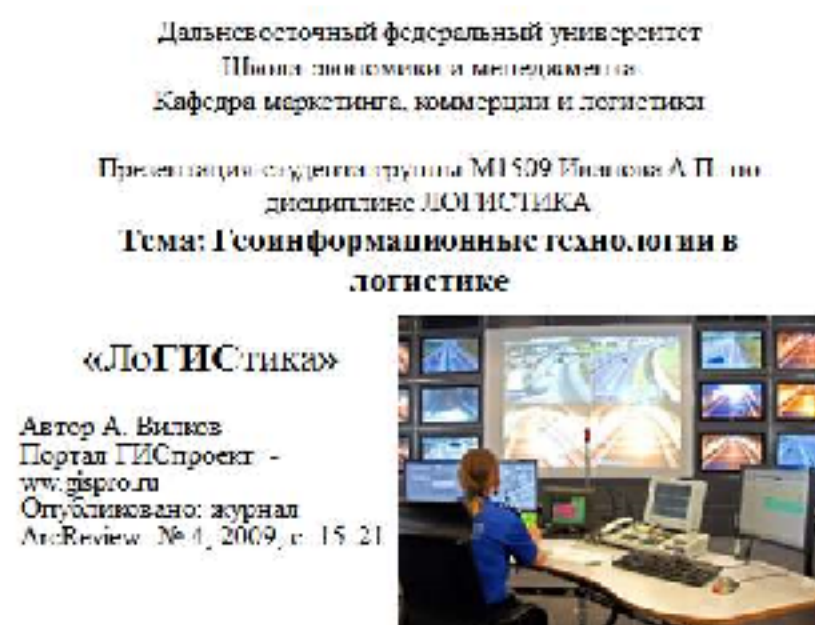 Дальневосточный федеральный университет
Школа экономики и менеджмента
Кафедра маркетинга, коммерции и логистики
Презентация студента группы М1509 Иванова А.П. по
дисциплине ЛОГИСТИКА
Тема: Геоинформационные технологии в
логистике
«ЛоГИСтика»
Автор А. Вилков
Портал ГИСпроект -
ww.gispro.ru
Опубликовано: журнал
ArcReview № 4, 2009, с. 15-21